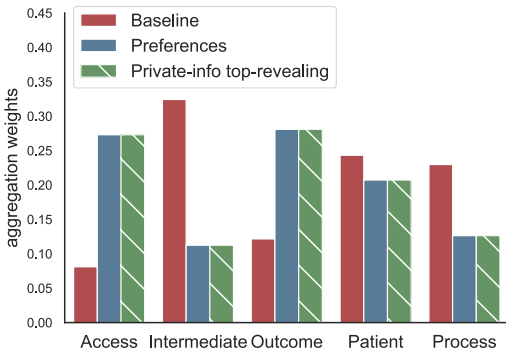 0.45
0.40
0.35
0.30
0.25
0.20
0.15
0.10
0.05
0.00
aggregation weights
Baseline
Preferences
Private-info top-revealing
Access Intermediate Outcome Patient Process